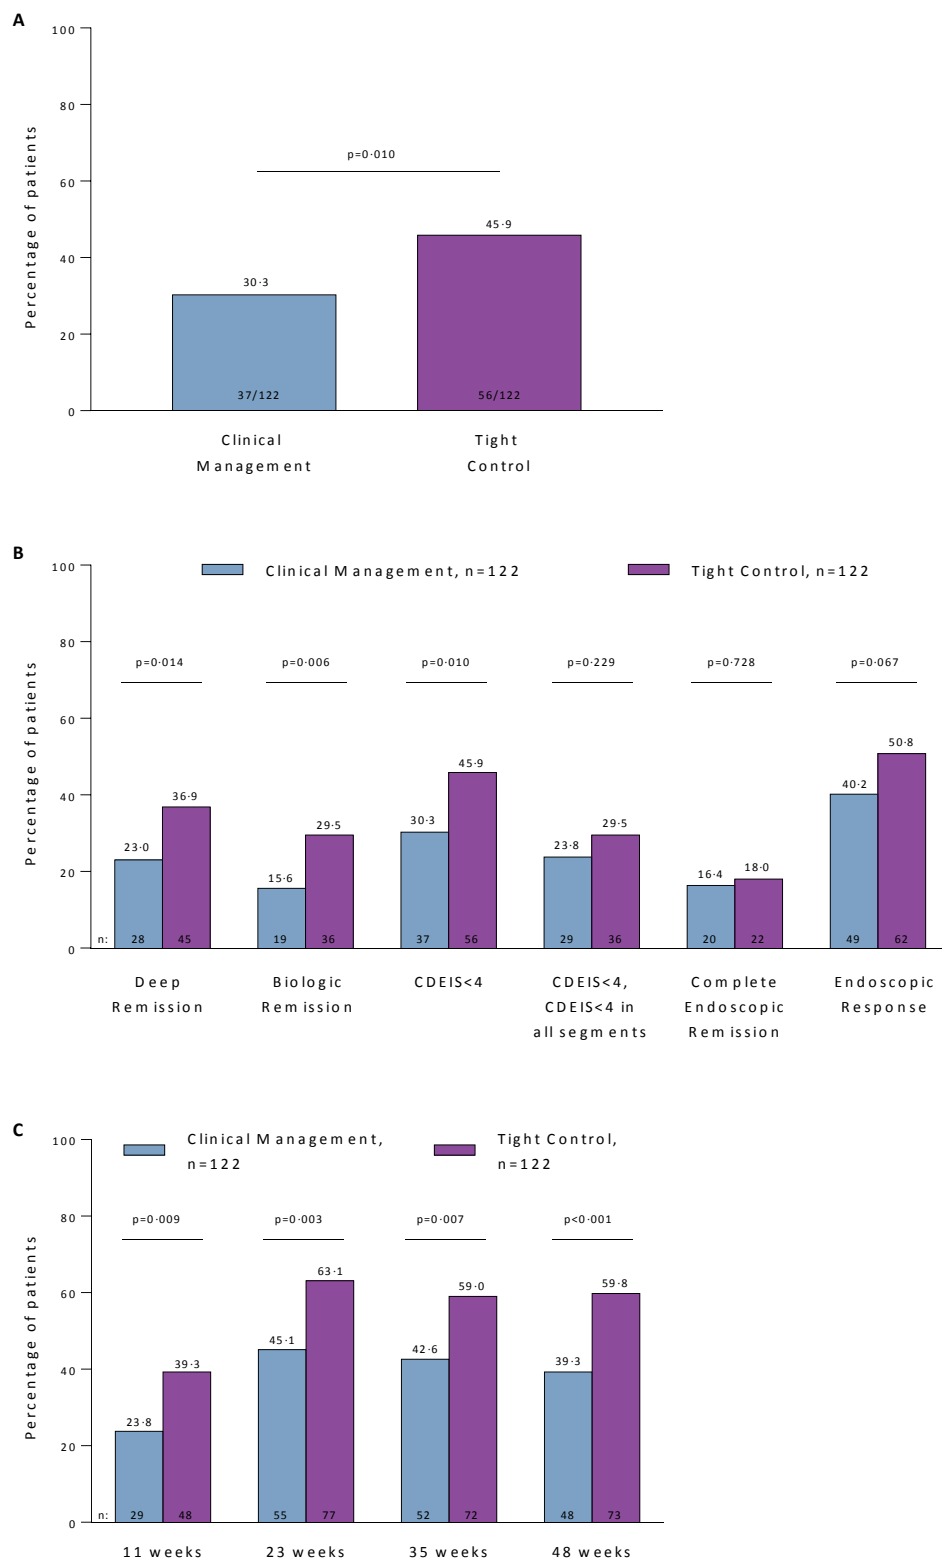 A
100
80
60
40
20
0
Percentage of patients
p=0·010
30·3
45·9
37/122
56/122
Clinical
Management
Tight
Control
B
Clinical Management, n=122
Tight Control, n=122
100
80
60
40
20
0
Percentage of patients
p=0·014
p=0·006
p=0·010
p=0·229
p=0·728
p=0·067
23·0
36·9
15·6
29·5
30·3
45·9
23·8
29·5
16·4
18·0
40·2
50·8
n:
28
45
19
36
37
56
29
36
20
22
49
62
Deep
Remission
Biologic
Remission
CDEIS<4
CDEIS<4,
CDEIS<4 in
all segments
Complete
Endoscopic
Remission
Endoscopic
Response
C
Clinical Management,
n=122
Tight Control,
n=122
100
80
60
40
20
0
Percentage of patients
p=0·009
p=0·003
p=0·007
p<0·001
23·8
39·3
45·1
63·1
42·6
59·0
39·3
59·8
n:
29
48
55
77
52
72
48
73
11 weeks
23 weeks
35 weeks
48 weeks